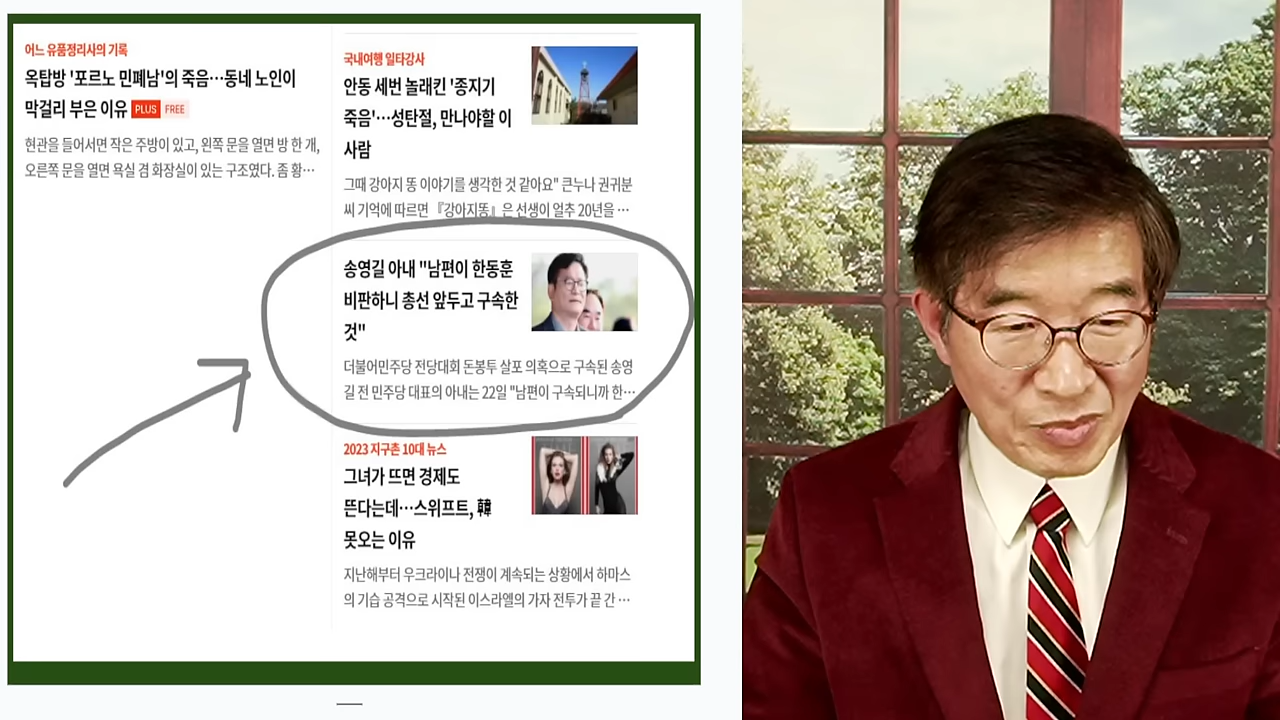 어느 유품정리사의 기록
옥탑방 '포르노 민폐남'의 죽음…동네 노인이
막걸리 부은 이유 PLUS FREE
현관을 들어서면 작은 주방이 있고, 왼쪽 문을 열면 방 한 개,
오른쪽 문을 열면 욕실 겸 화장실이 있는 구조였다. 좀 황…
국내여행 일타강사
안동 세번 놀래킨 '종지기
죽음'…성탄절, 만나야할 이
사람
그때 강아지 똥 이야기를 생각한 것 같아요" 큰누나 권귀분
씨 기억에 따르면 『강아지똥』은 선생이 얼추 20년을 …
송영길 아내 "남편이 한동훈
비판하니 총선 앞두고 구속한
것"
더불어민주당 전당대회 돈봉투 살포 의혹으로 구속된 송영
길 전 민주당 대표의 아내는 22일 "남편이 구속되니까 한…
2023 지구촌 10대 뉴스
그녀가 뜨면 경제도
뜬다는데…스위프트, 韓
못오는 이유
지난해부터 우크라이나 전쟁이 계속되는 상황에서 하마스
의 기습 공격으로 시작된 이스라엘의 가자 전투가 끝 간 …